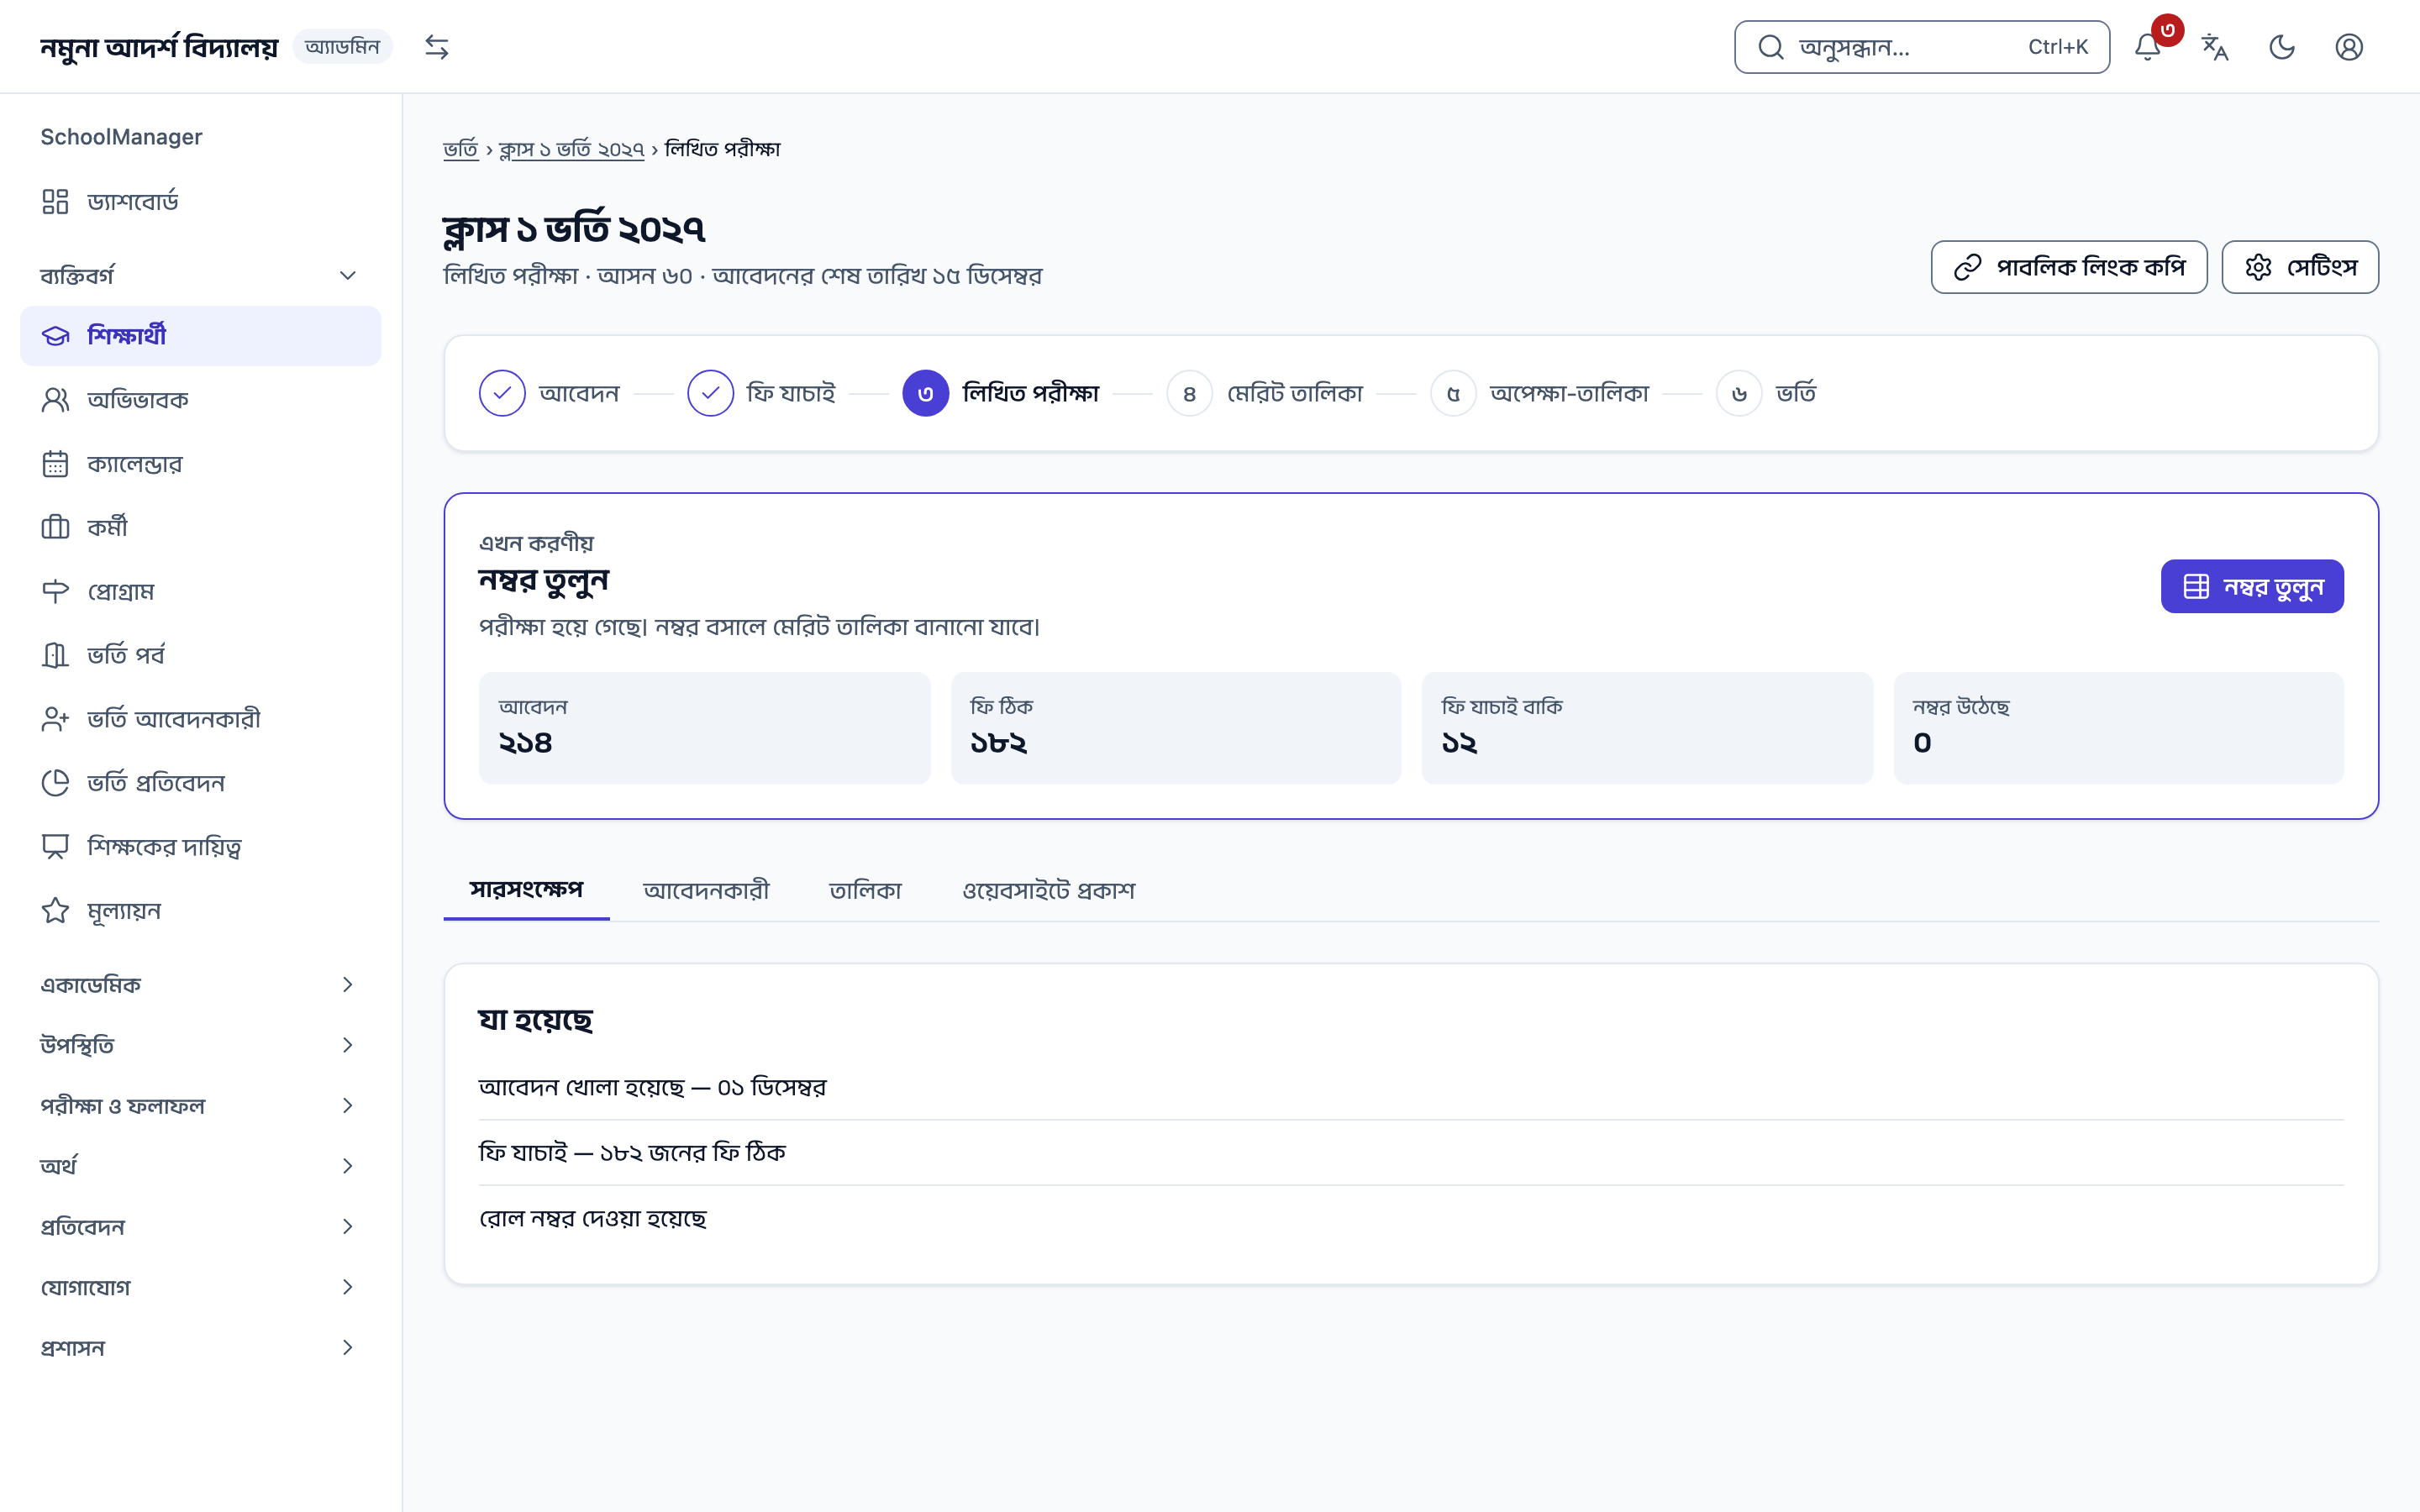 নমুনা আদর্শ বিদ্যালয়
অ্যাডমিন
অনুসন্ধান...
Ctrl+K
৩
SchoolManager
ড্যাশবোর্ড
ব্যক্তিবর্গ
শিক্ষার্থী
অভিভাবক
ক্যালেন্ডার
কর্মী
প্রোগ্রাম
ভর্তি পর্ব
ভর্তি আবেদনকারী
ভর্তি প্রতিবেদন
শিক্ষকের দায়িত্ব
মূল্যায়ন
একাডেমিক
উপস্থিতি
পরীক্ষা ও ফলাফল
অর্থ
প্রতিবেদন
যোগাযোগ
প্রশাসন
ভর্তি › ক্লাস ১ ভর্তি ২০২৭ › লিখিত পরীক্ষা
ক্লাস ১ ভর্তি ২০২৭
লিখিত পরীক্ষা · আসন ৬০ · আবেদনের শেষ তারিখ ১৫ ডিসেম্বর
পাবলিক লিংক কপি
সেটিংস
আবেদন
ফি যাচাই
৩ লিখিত পরীক্ষা
৪ মেরিট তালিকা
৫ অপেক্ষা-তালিকা
৬ ভর্তি
এখন করণীয়
নম্বর তুলুন
পরীক্ষা হয়ে গেছে। নম্বর বসালে মেরিট তালিকা বানানো যাবে।
নম্বর তুলুন
আবেদন
২১৪
ফি ঠিক
১৮২
ফি যাচাই বাকি
১২
নম্বর উঠেছে
০
সারসংক্ষেপ
আবেদনকারী
তালিকা
ওয়েবসাইটে প্রকাশ
যা হয়েছে
আবেদন খোলা হয়েছে — ০১ ডিসেম্বর
ফি যাচাই — ১৮২ জনের ফি ঠিক
রোল নম্বর দেওয়া হয়েছে